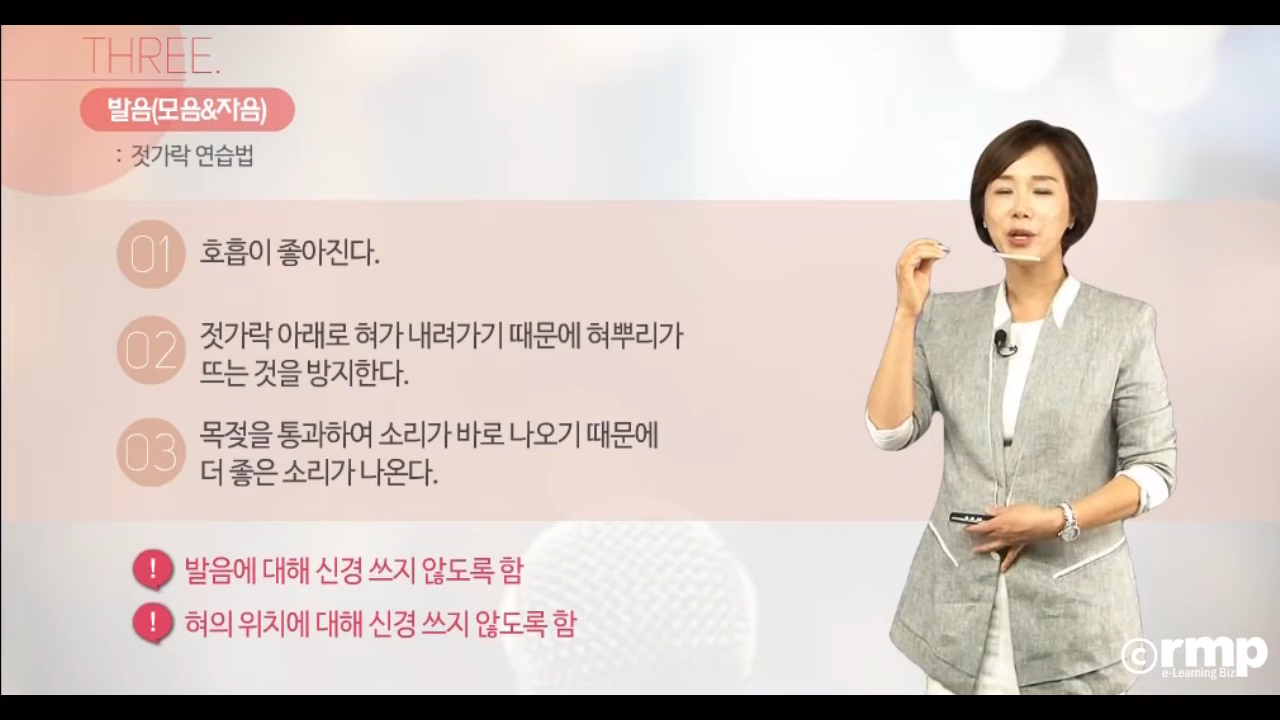 THREE.
발음(모음&자음)
: 젓가락 연습법
01
호흡이 좋아진다.
02
젓가락 아래로 혀가 내려가기 때문에 혀뿌리가
뜨는 것을 방지한다.
03
목젖을 통과하여 소리가 바로 나오기 때문에
더 좋은 소리가 나온다.
! 발음에 대해 신경 쓰지 않도록 함
! 혀의 위치에 대해 신경 쓰지 않도록 함
©rmp
e-Learning Biz